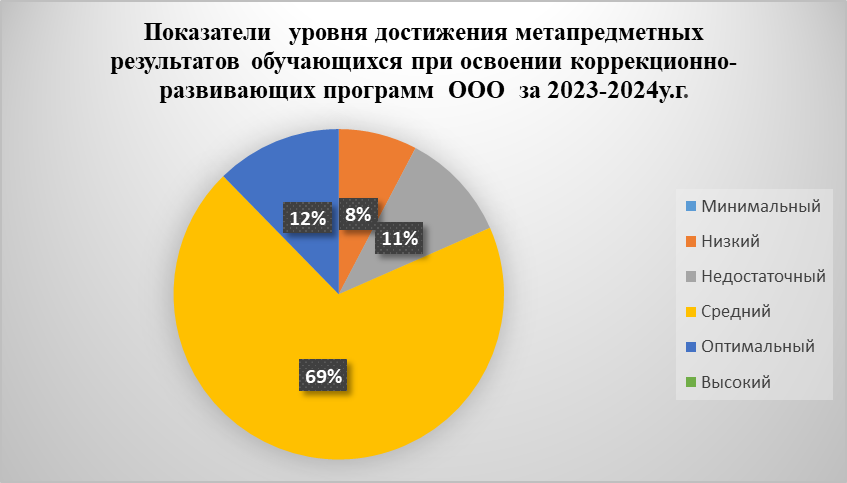 Показатели уровня достижения метапредметных
результатов обучающихся при освоении коррекционно-
развивающих программ ООО за 2023-2024у.г.
12%
8%
11%
69%
Минимальный
Низкий
Недостаточный
Средний
Оптимальный
Высокий